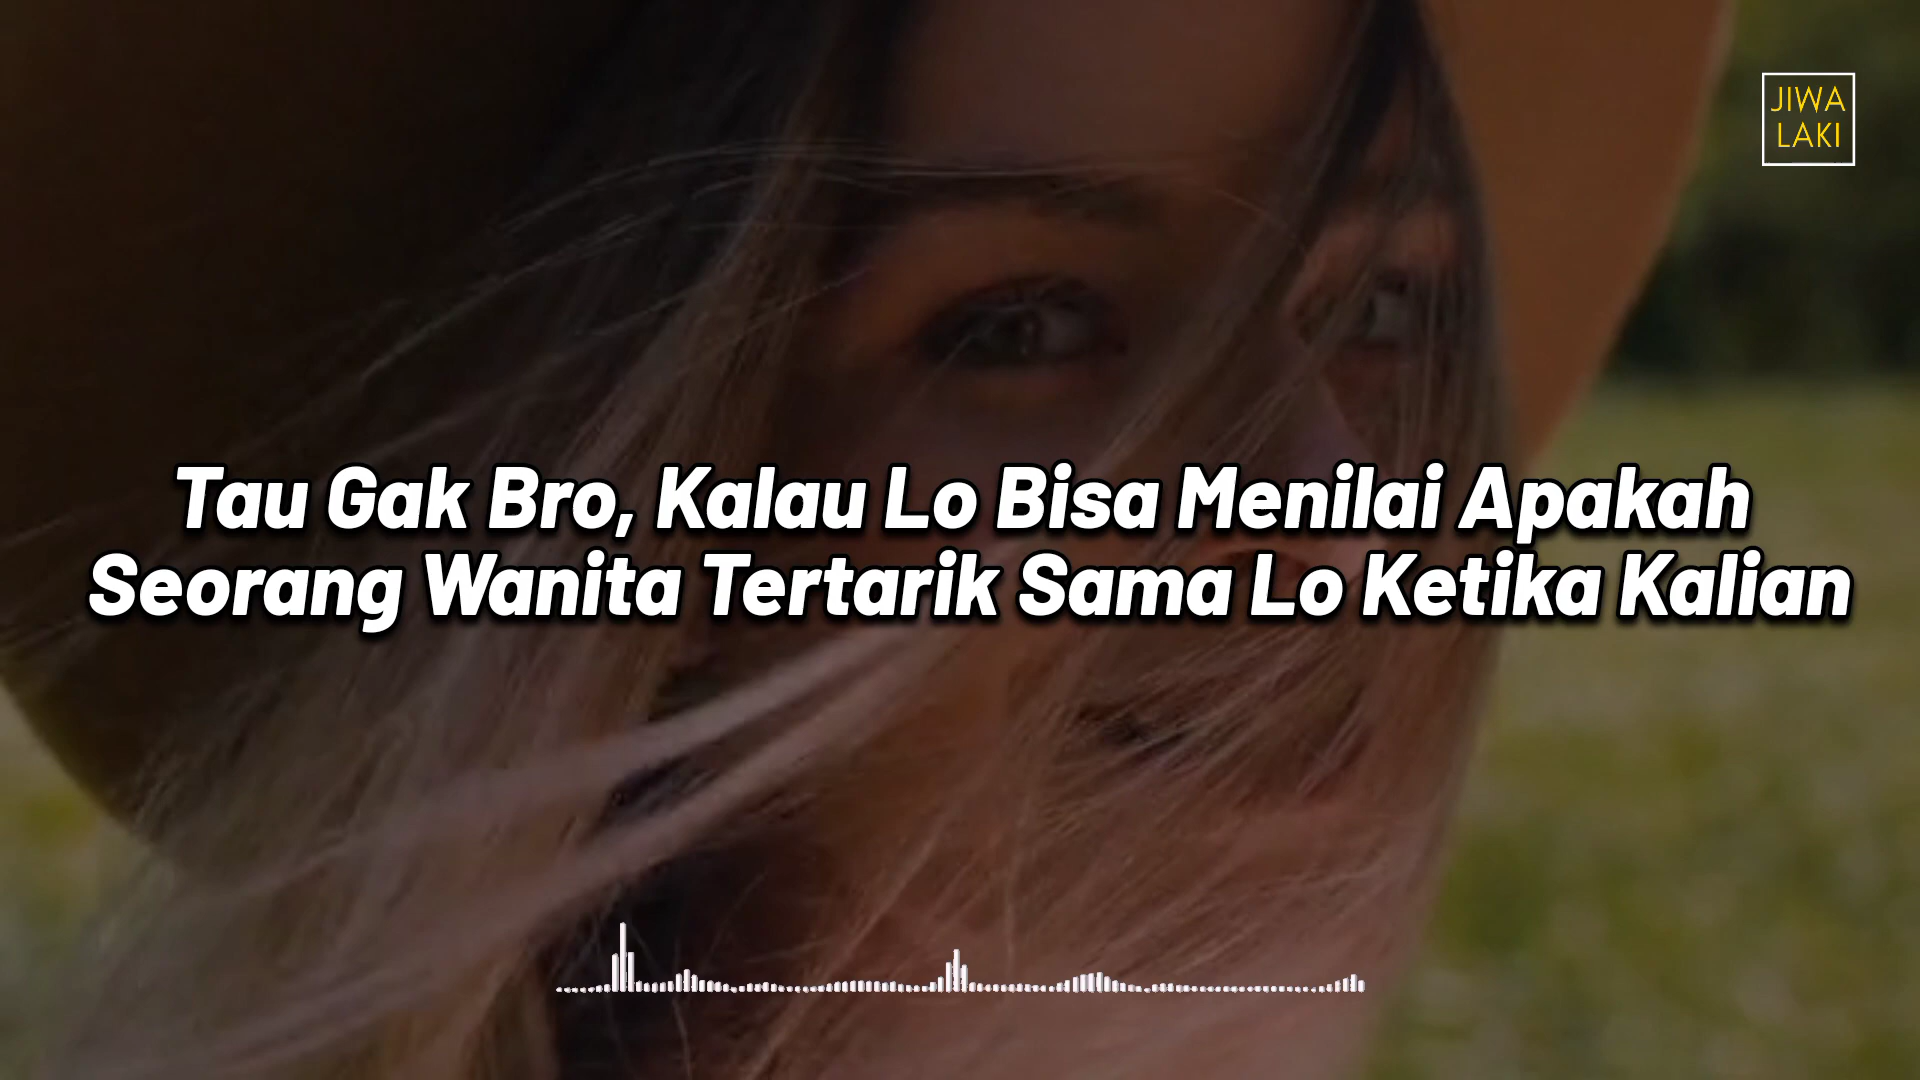 JIWA
LAKI
Tau Gak Bro, Kalau Lo Bisa Menilai Apakah
Seorang Wanita Tertarik Sama Lo Ketika Kalian